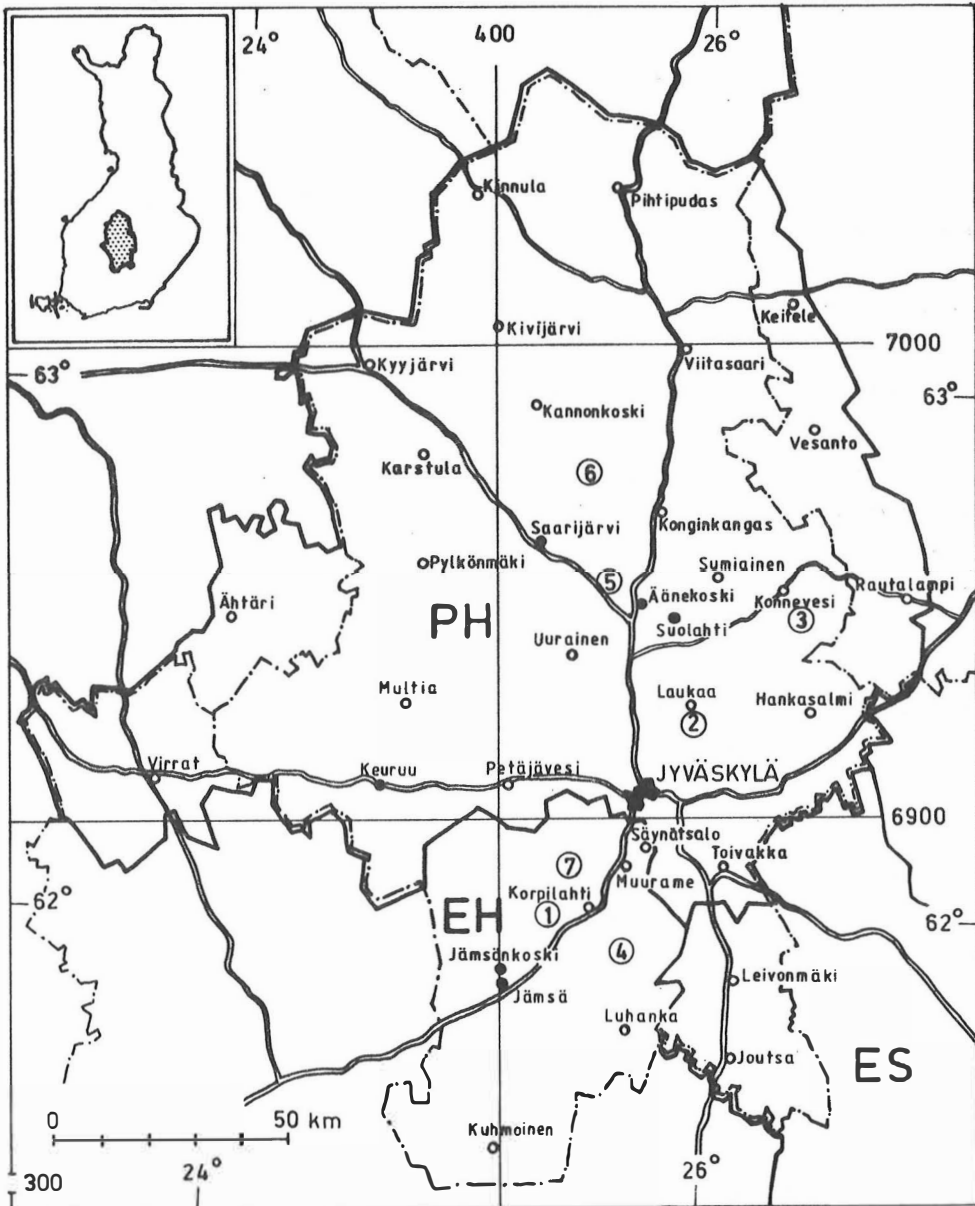 24°
400
26°
Kinnula
Pihtipudas
Keitele
Kivijärvi
7000
Kyyjärvi
Viitasaari
63°
63°
Kannonkoski
Vesanto
Karstula
6
Konginkangas
Saarijärvi
Pylkönmäki
Sumiainen
5
Äänekoski
Konnevesi
Rautalampi
Ähtäri
PH
Suolahti
3
Uurainen
Multia
Laukaa
Hankasalmi
2
Virrat
Keuruu
Petäjävesi
JYVÄSKYLÄ
6900
Säynätsalo
Toivakka
7
Muurame
62°
Korpilahti
EH
1
62°
4
Jämsänkoski
Leivonmäki
Jämsä
Luhanka
Joutsa
ES
0
50 km
Kuhmoinen
300
24°
26°